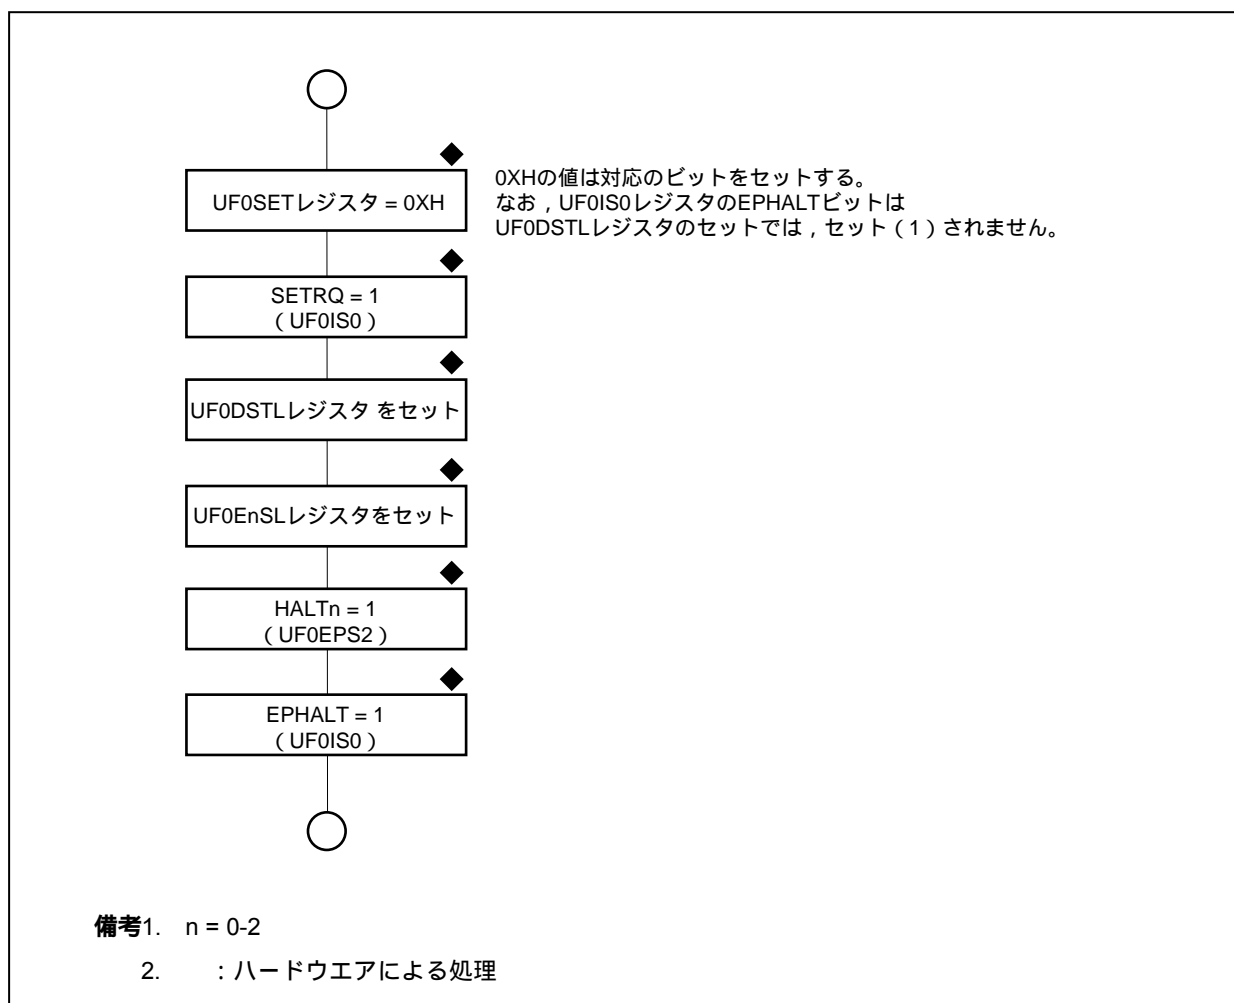 UF0SETレジスタ = 0XH
0XHの値は対応のビットをセットする。
なお，UF0IS0レジスタのEPHALTビットは
UF0DSTLレジスタのセットでは，セット（1）されません。
SETRQ = 1
（UF0IS0）
UF0DSTLレジスタ をセット
UF0EnSLレジスタをセット
HALTn = 1
（UF0EPS2）
EPHALT = 1
（UF0IS0）
備考1. n = 0-2
2. ：ハードウエアによる処理